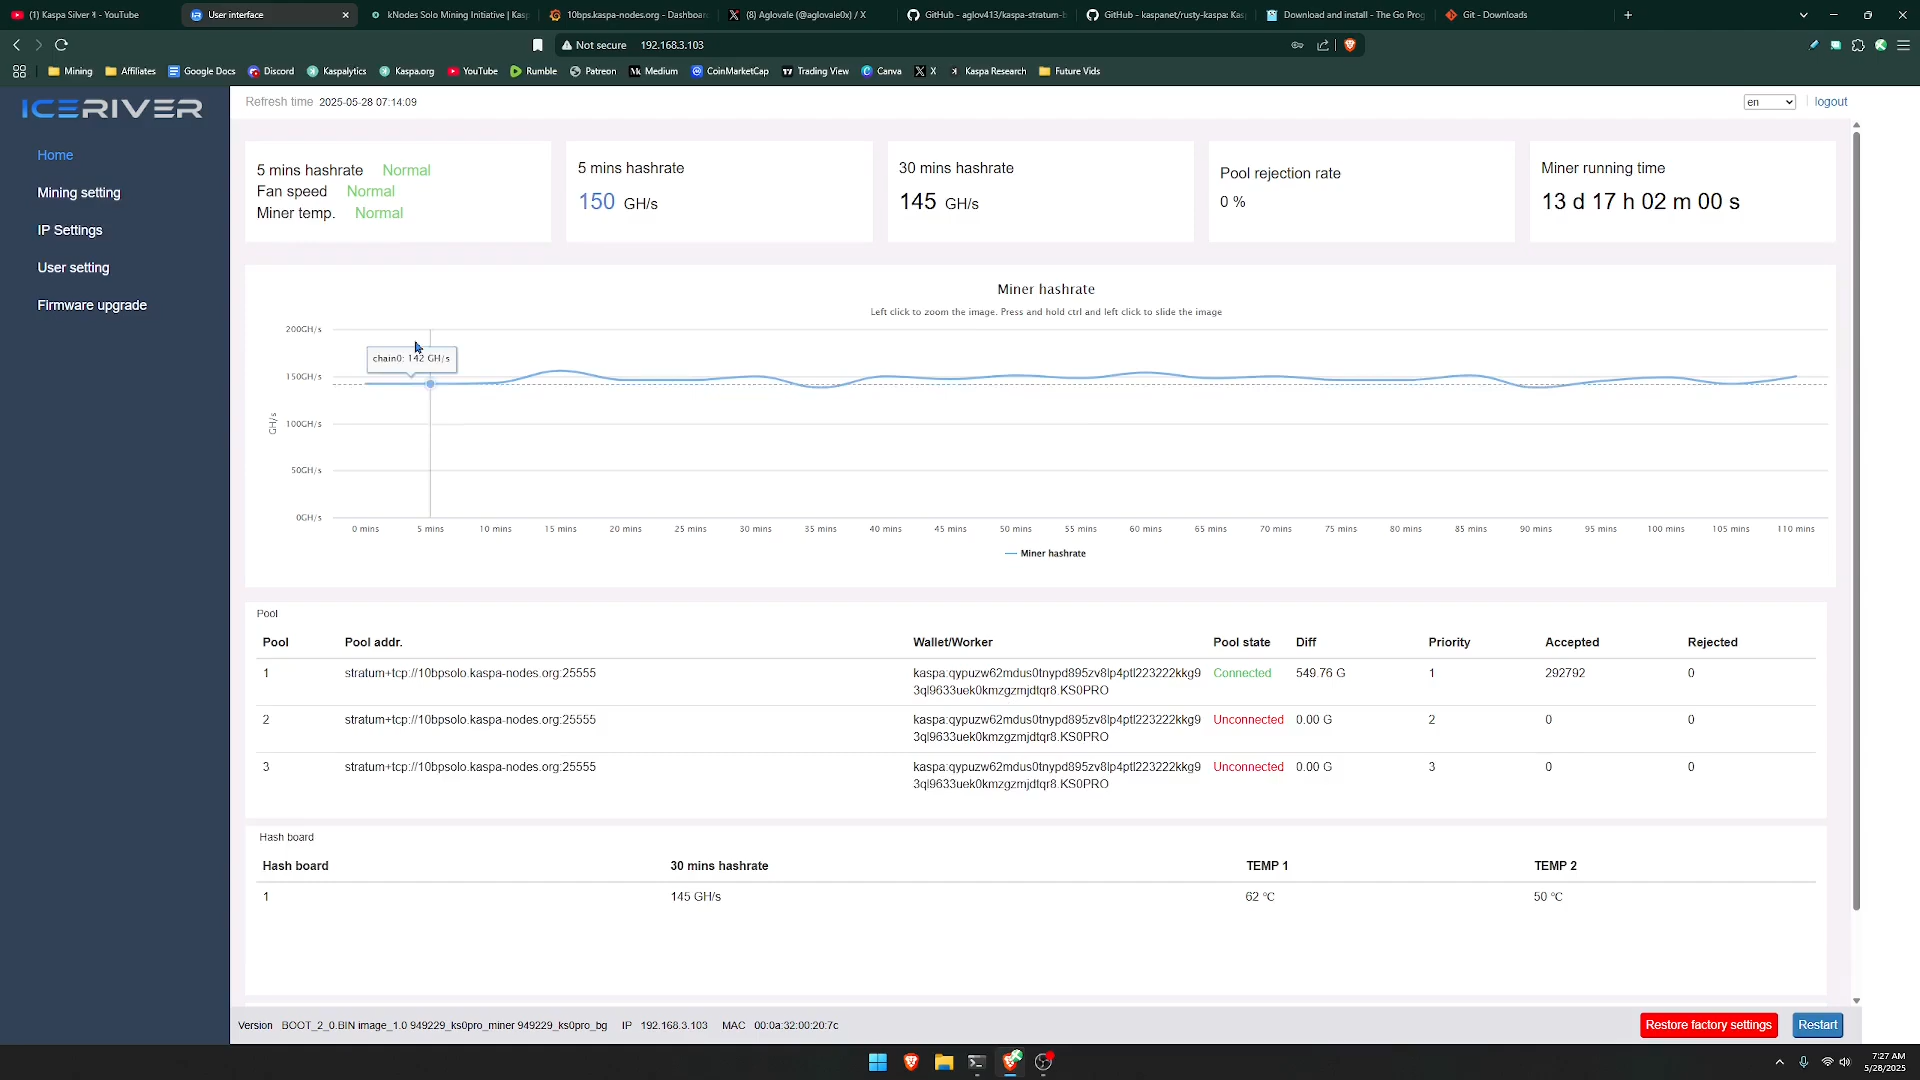 (1) Kaspa Silver - YouTube
User interface
kNodes Solo Mining Initiative | Kas
10bps.kaspa-nodes.org - Dashboar
(8) Aglovale (@aglovale0x) / X
GitHub - aglov413/kaspa-stratum-b
GitHub - kaspanet/rusty-kaspa: Kas
Download and install - The Go Prog
Git - Downloads
Not secure 192.168.3.103
Mining
Affiliates
Google Docs
Discord
Kaspalytics
Kaspa.org
YouTube
Rumble
Patreon
Medium
CoinMarketCap
Trading View
Canva
X
Kaspa Research
Future Vids
ICERIVER
Refresh time 2025-05-28 07:14:09
en
logout
Home
Mining setting
IP Settings
User setting
Firmware upgrade
5 mins hashrate Normal
Fan speed Normal
Miner temp. Normal
5 mins hashrate
150 GH/s
30 mins hashrate
145 GH/s
Pool rejection rate
0 %
Miner running time
13 d 17 h 02 m 00 s
Miner hashrate
Left click to zoom the image. Press and hold ctrl and left click to slide the image
200GH/s
chain0: 142 GH/s
150GH/s
GH/s
100GH/s
50GH/s
0GH/s
0 mins 5 mins 10 mins 15 mins 20 mins 25 mins 30 mins 35 mins 40 mins 45 mins 50 mins 55 mins 60 mins 65 mins 70 mins 75 mins 80 mins 85 mins 90 mins 95 mins 100 mins 105 mins 110 mins
Miner hashrate
Pool
Pool Pool addr. Wallet/Worker Pool state Diff Priority Accepted Rejected
1 stratum+tcp://10bpsolo.kaspa-nodes.org:25555 kaspa:qypuzw62mdus0tnypd895zv8lp4ptl223222kkg9 Connected 549.76 G 1 292792 0
3ql9633uek0kmzgzmjdtqr8.KS0PRO
2 stratum+tcp://10bpsolo.kaspa-nodes.org:25555 kaspa:qypuzw62mdus0tnypd895zv8lp4ptl223222kkg9 Unconnected 0.00 G 2 0 0
3ql9633uek0kmzgzmjdtqr8.KS0PRO
3 stratum+tcp://10bpsolo.kaspa-nodes.org:25555 kaspa:qypuzw62mdus0tnypd895zv8lp4ptl223222kkg9 Unconnected 0.00 G 3 0 0
3ql9633uek0kmzgzmjdtqr8.KS0PRO
Hash board
Hash board 30 mins hashrate TEMP 1 TEMP 2
1 145 GH/s 62 °C 50 °C
Version BOOT_2_0.BIN image_1.0 949229_ks0pro_miner 949229_ks0pro_bg IP 192.168.3.103 MAC 00:0a:32:00:20:7c
Restore factory settings
Restart
7:27 AM
5/28/2025